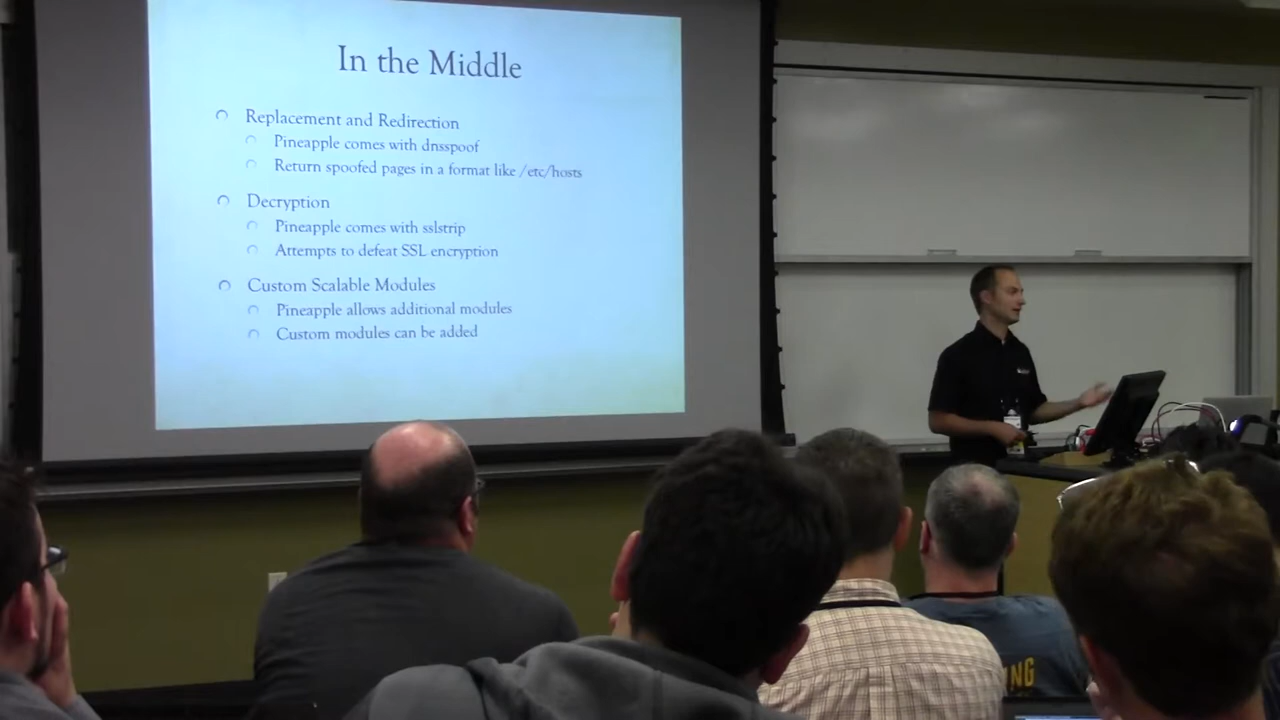 In the Middle
Replacement and Redirection
Pineapple comes with dnsspoof
Return spoofed pages in a format like /etc/hosts
Decryption
Pineapple comes with sslstrip
Attempts to defeat SSL encryption
Custom Scalable Modules
Pineapple allows additional modules
Custom modules can be added
NG